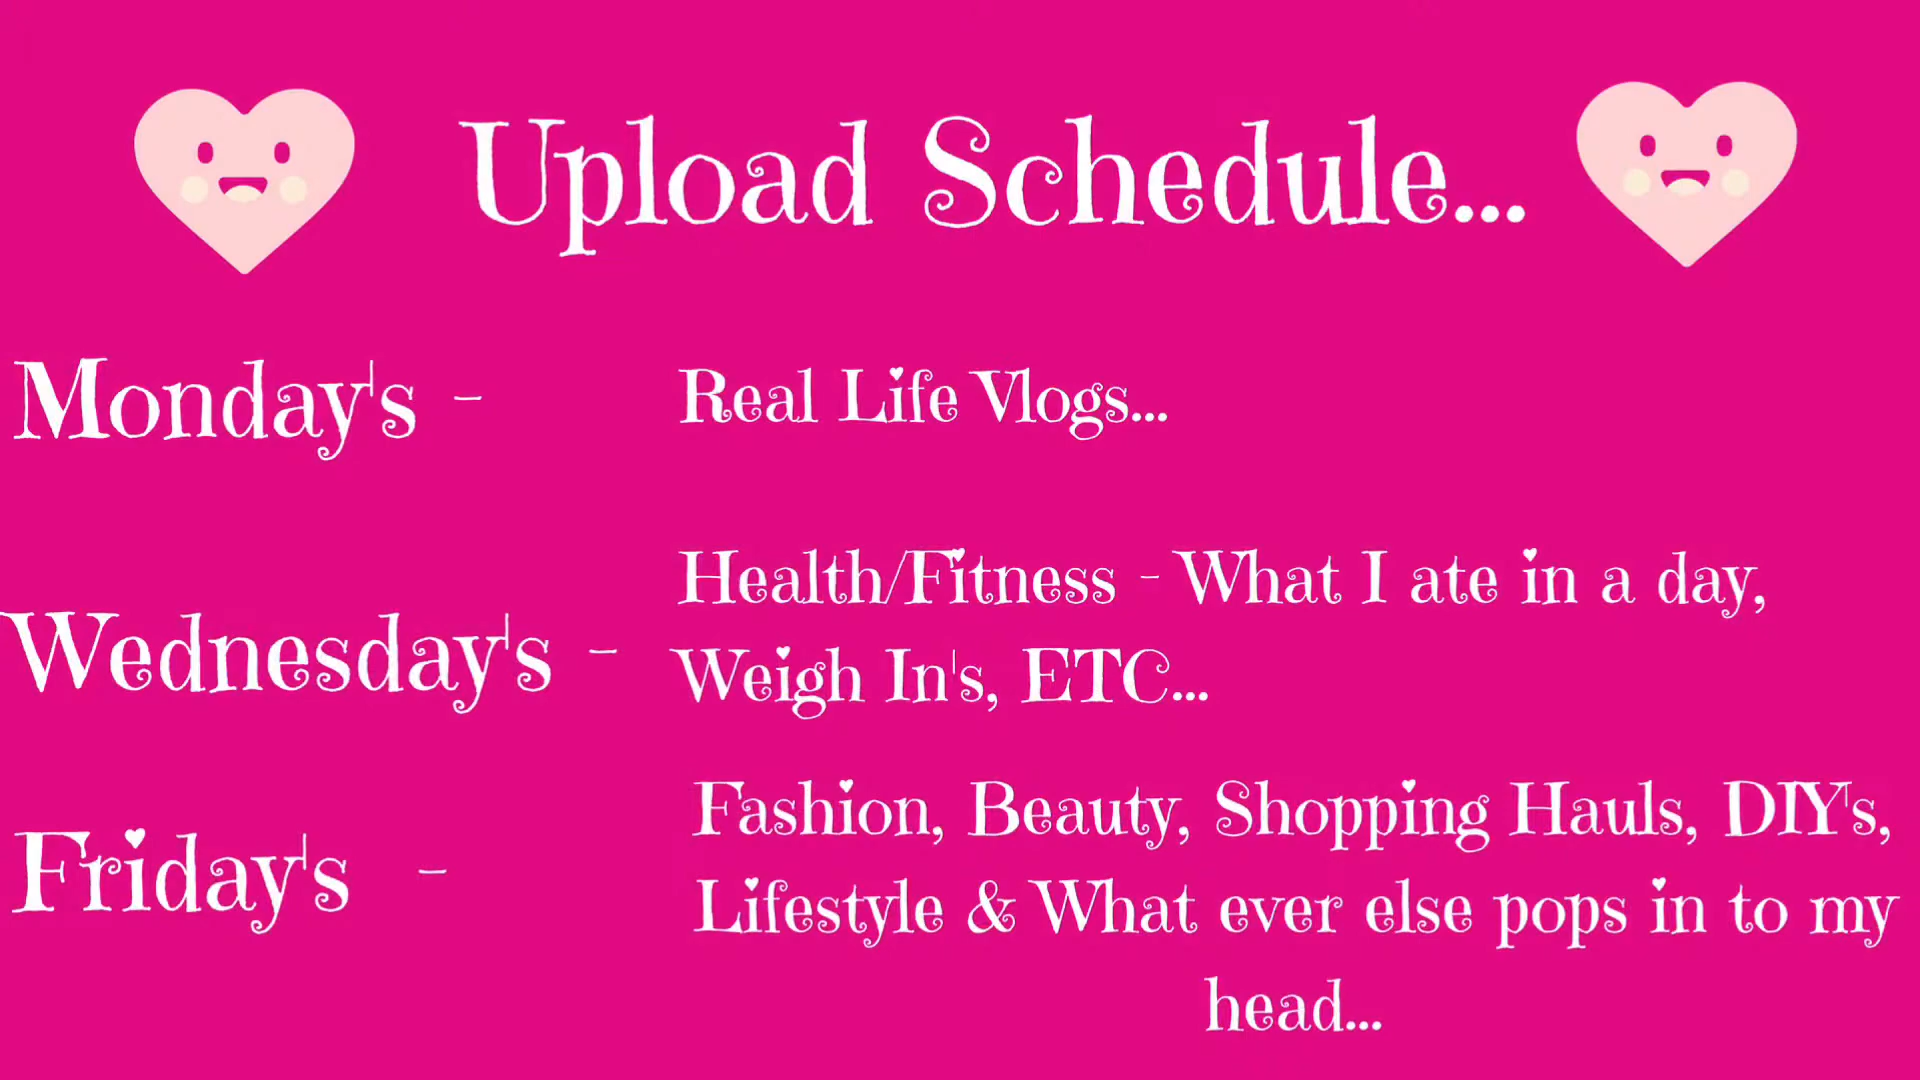 Upload Schedule...
Monday's - Real Life Vlogs...
Wednesday's - Health/Fitness - What I ate in a day,
Weigh In's, ETC...
Friday's - Fashion, Beauty, Shopping Hauls, DIY's,
Lifestyle & What ever else pops in to my
head...